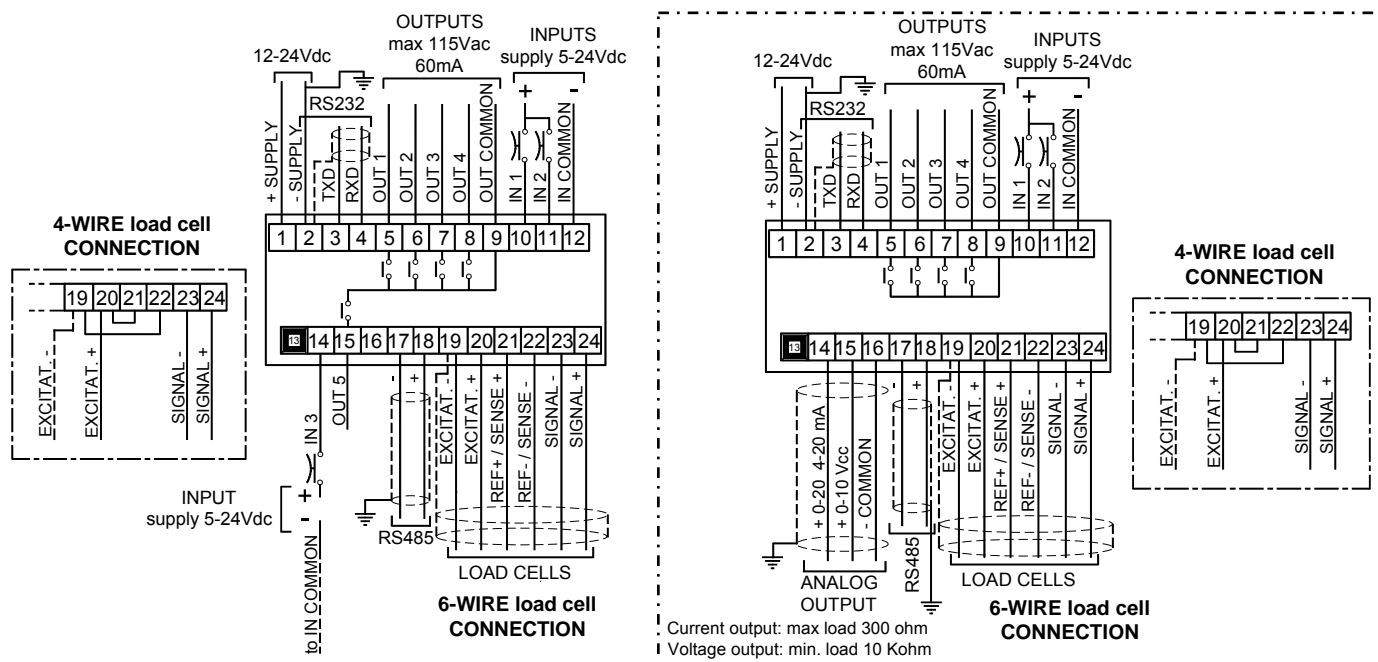 OUTPUTS
max 115Vac
60mA
INPUTS
supply 5-24Vdc
12-24Vdc
RS232
+ -
+ SUPPLY
- SUPPLY
TXD
RXD
OUT 1
OUT 2
OUT 3
OUT 4
OUT COMMON
IN 1
IN 2
IN COMMON
1 2 3 4 5 6 7 8 9 10 11 12
4-WIRE load cell
CONNECTION
19 20 21 22 23 24
EXCITAT. -
EXCITAT. +
SIGNAL -
SIGNAL +
13 14 15 16 17 18 19 20 21 22 23 24
IN 3
OUT 5
- +
EXCITAT. -
EXCITAT. +
REF+ / SENSE +
REF- / SENSE -
SIGNAL -
SIGNAL +
INPUT
supply 5-24Vdc
+
-
to IN COMMON
RS485
LOAD CELLS
6-WIRE load cell
CONNECTION
OUTPUTS
max 115Vac
60mA
INPUTS
supply 5-24Vdc
12-24Vdc
RS232
+ -
+ SUPPLY
- SUPPLY
TXD
RXD
OUT 1
OUT 2
OUT 3
OUT 4
OUT COMMON
IN 1
IN 2
IN COMMON
1 2 3 4 5 6 7 8 9 10 11 12
13 14 15 16 17 18 19 20 21 22 23 24
+ 0-20 4-20 mA
+ 0-10 Vcc
- COMMON
- +
EXCITAT. -
EXCITAT. +
REF+ / SENSE +
REF- / SENSE -
SIGNAL -
SIGNAL +
4-WIRE load cell
CONNECTION
19 20 21 22 23 24
EXCITAT. -
EXCITAT. +
SIGNAL -
SIGNAL +
ANALOG
OUTPUT
RS485
LOAD CELLS
6-WIRE load cell
CONNECTION
Current output: max load 300 ohm
Voltage output: min. load 10 Kohm